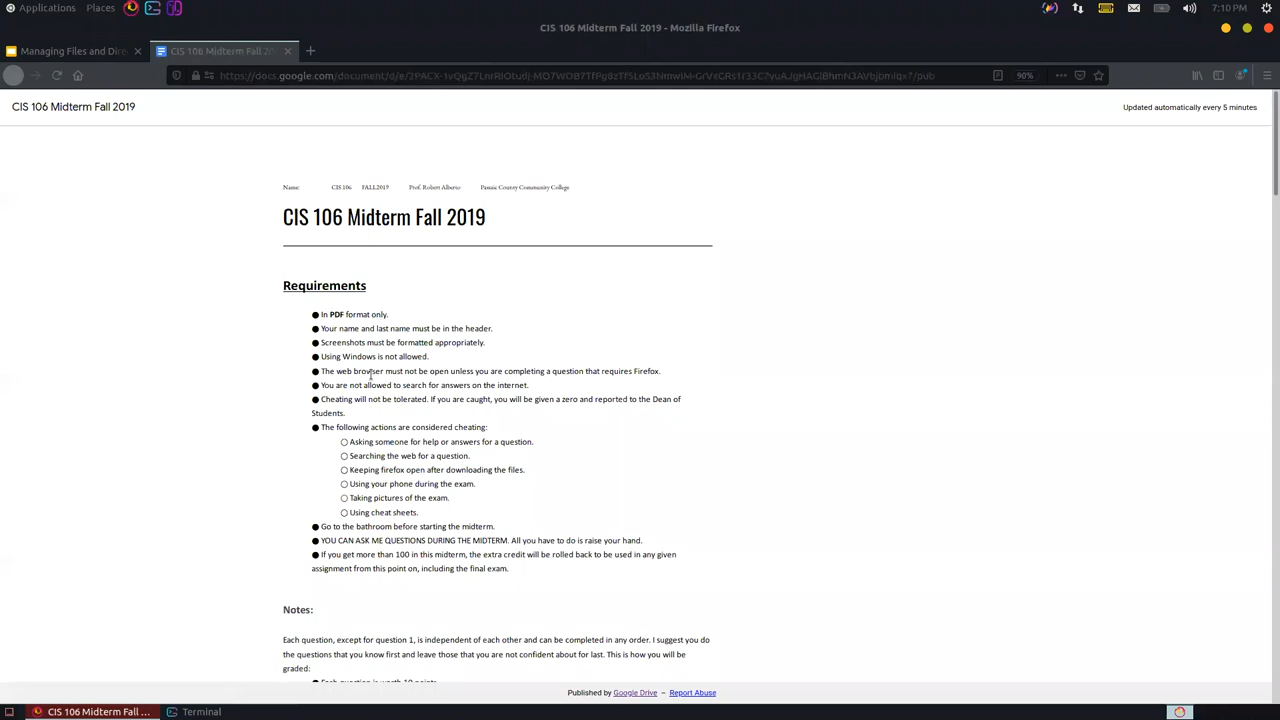 Applications Places 7:10 PM
CIS 106 Midterm Fall 2019 - Mozilla Firefox
Managing Files and Dire
CIS 106 Midterm Fall 20
90%
CIS 106 Midterm Fall 2019
Updated automatically every 5 minutes
Name: CIS 106 FALL2019 Prof. Robert Alberto Passaic County Community College
CIS 106 Midterm Fall 2019
Requirements
● In PDF format only.
● Your name and last name must be in the header.
● Screenshots must be formatted appropriately.
● Using Windows is not allowed.
● The web browser must not be open unless you are completing a question that requires Firefox.
● You are not allowed to search for answers on the internet.
● Cheating will not be tolerated. If you are caught, you will be given a zero and reported to the Dean of
Students.
● The following actions are considered cheating:
○ Asking someone for help or answers for a question.
○ Searching the web for a question.
○ Keeping firefox open after downloading the files.
○ Using your phone during the exam.
○ Taking pictures of the exam.
○ Using cheat sheets.
● Go to the bathroom before starting the midterm.
● YOU CAN ASK ME QUESTIONS DURING THE MIDTERM. All you have to do is raise your hand.
● If you get more than 100 in this midterm, the extra credit will be rolled back to be used in any given
assignment from this point on, including the final exam.
Notes:
Each question, except for question 1, is independent of each other and can be completed in any order. I suggest you do
the questions that you know first and leave those that you are not confident about for last. This is how you will be
graded:
● Each question is worth 10 points
Published by Google Drive – Report Abuse
CIS 106 Midterm Fall 2019 ...
Terminal